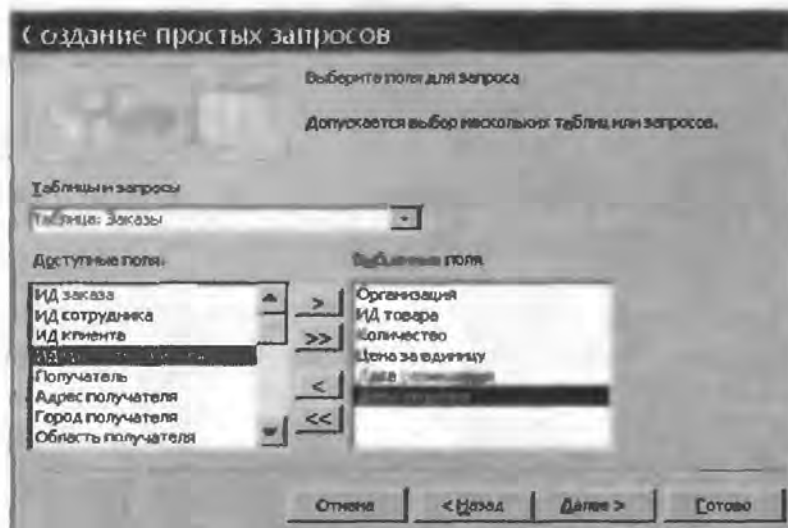 Создание простых запросов
Выберите поля для запроса
Допускается выбор нескольких таблиц или запросов.
Таблицы и запросы
Таблица: Заказы
Доступные поля:
ИД заказа
ИД сотрудника
ИД клиента
Получатель
Адрес получателя
Город получателя
Область получателя
>
>>
<
<<
Выбранные поля
Организация
ИД товара
Количество
Цена за единицу
Дата
Отмена
< Назад
Далее >
Готово